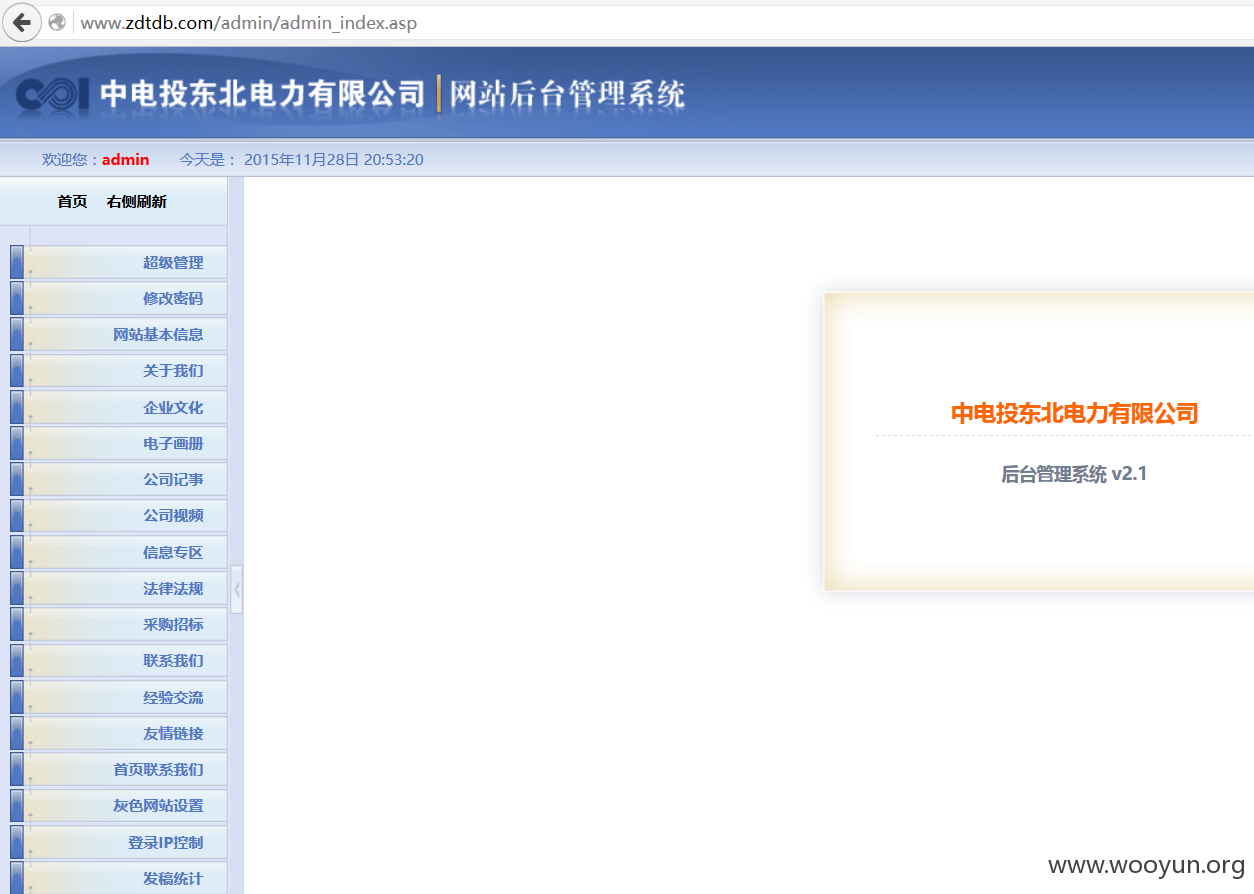 www.zdtdb.com/admin/admin_index.asp
中电投东北电力有限公司 网站后台管理系统
欢迎您：admin 今天是： 2015年11月28日 20:53:20
首页 右侧刷新
超级管理
修改密码
网站基本信息
关于我们
企业文化
电子画册
公司记事
公司视频
信息专区
法律法规
采购招标
联系我们
经验交流
友情链接
首页联系我们
灰色网站设置
登录IP控制
发稿统计
中电投东北电力有限公司
后台管理系统 v2.1
www.wooyun.org